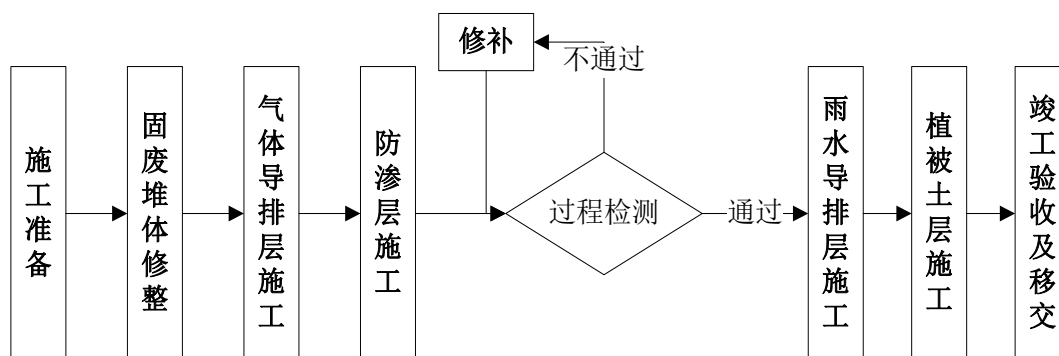 修补
不通过
施工准备
固废堆体修整
气体导排层施工
防渗层施工
过程检测
通过
雨水导排层施工
植被土层施工
竣工验收及移交